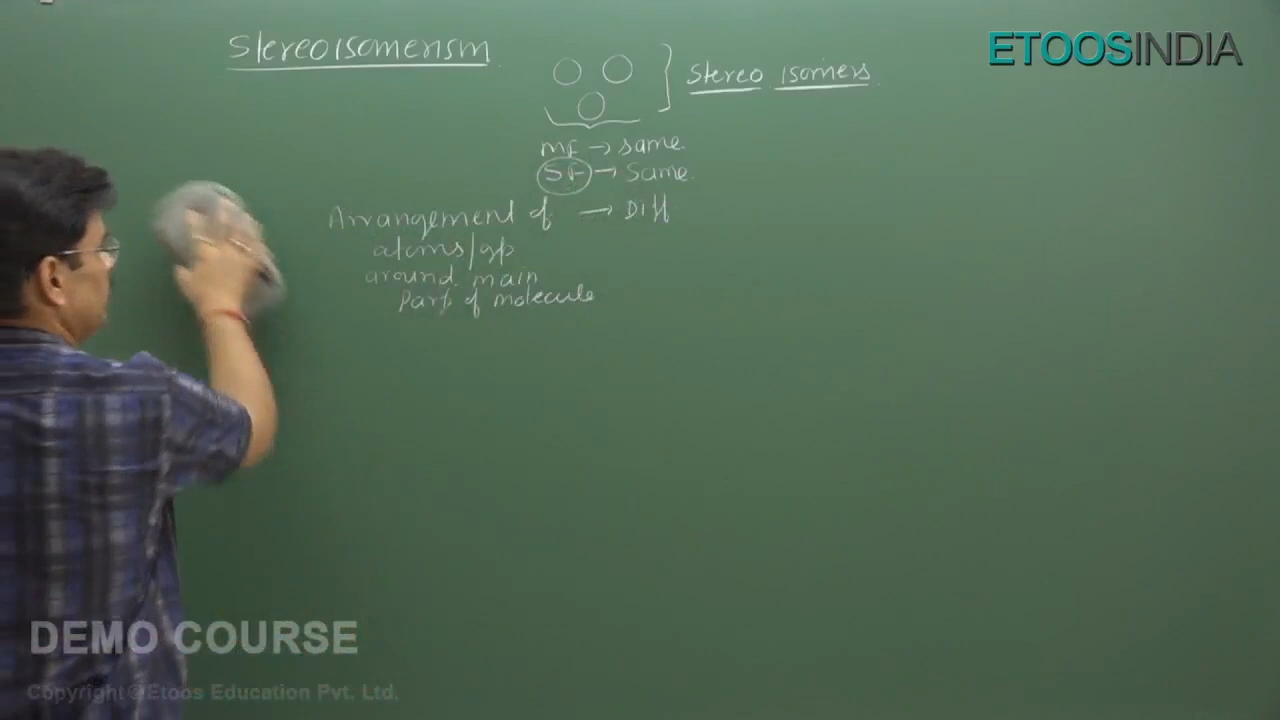 Stereoisomerism
ETOOSINDIA
Stereo isomers
MF → same
SF → Same
Arrangement of → Diff
atoms/gp
around main
part of molecule
DEMO COURSE
Copyright © Etoos Education Pvt. Ltd.